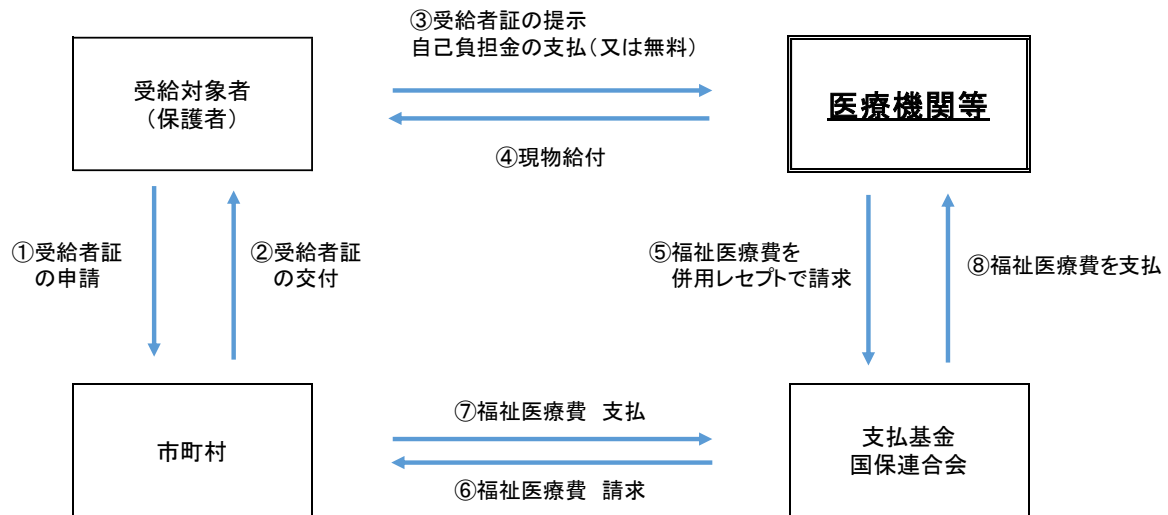 ③受給者証の提示
自己負担金の支払(又は無料)
受給対象者
(保護者)
医療機関等
④現物給付
①受給者証
の申請
②受給者証
の交付
⑤福祉医療費を
併用レセプトで請求
⑧福祉医療費を支払
⑦福祉医療費 支払
市町村
支払基金
国保連合会
⑥福祉医療費 請求